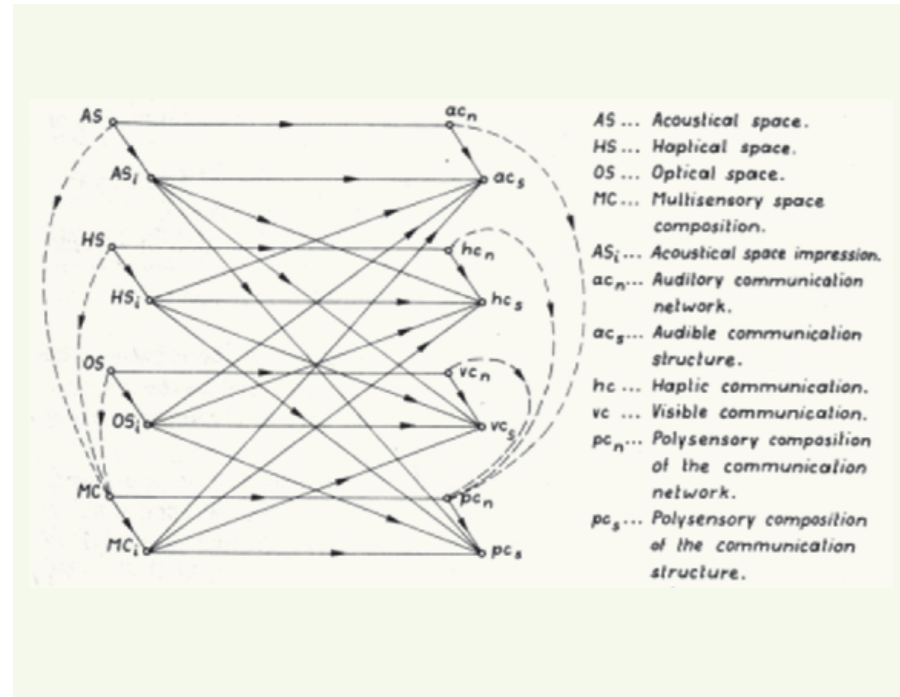 AS
ac_n
AS_i
ac_s
HS
hc_n
HS_i
hc_s
OS
vc_n
OS_i
vc_s
MC
pc_n
MC_i
pc_s
AS ... Acoustical space.
HS ... Haptical space.
OS ... Optical space.
MC ... Multisensory space
composition.
AS_i ... Acoustical space impression.
ac_n ... Auditory communication
network.
ac_s ... Audible communication
structure.
hc ... Haptic communication.
vc ... Visible communication.
pc_n ... Polysensory composition
of the communication
network.
pc_s ... Polysensory composition
of the communication
structure.